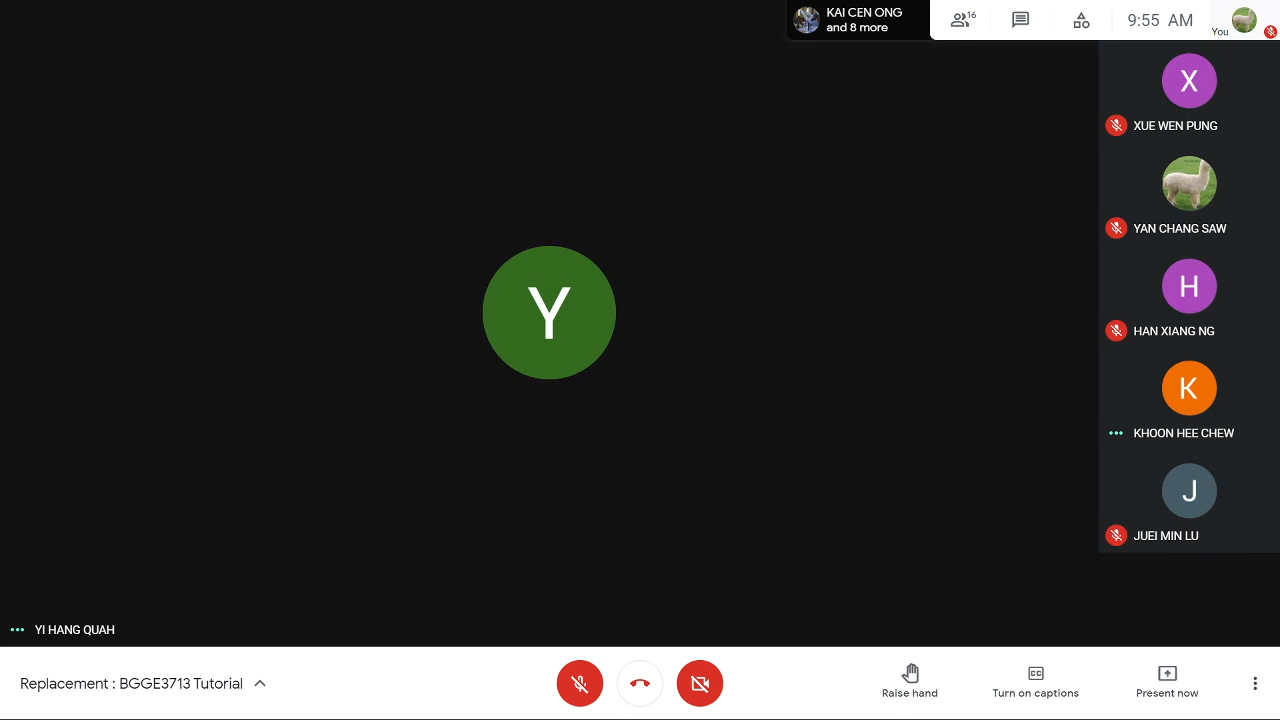 KAI CEN ONG
and 8 more
16
9:55 AM
You
X
XUE WEN PUNG
YAN CHANG SAW
H
HAN XIANG NG
K
KHOON HEE CHEW
J
JUEI MIN LU
Y
YI HANG QUAH
Replacement : BGGE3713 Tutorial
Raise hand
CC
Turn on captions
Present now